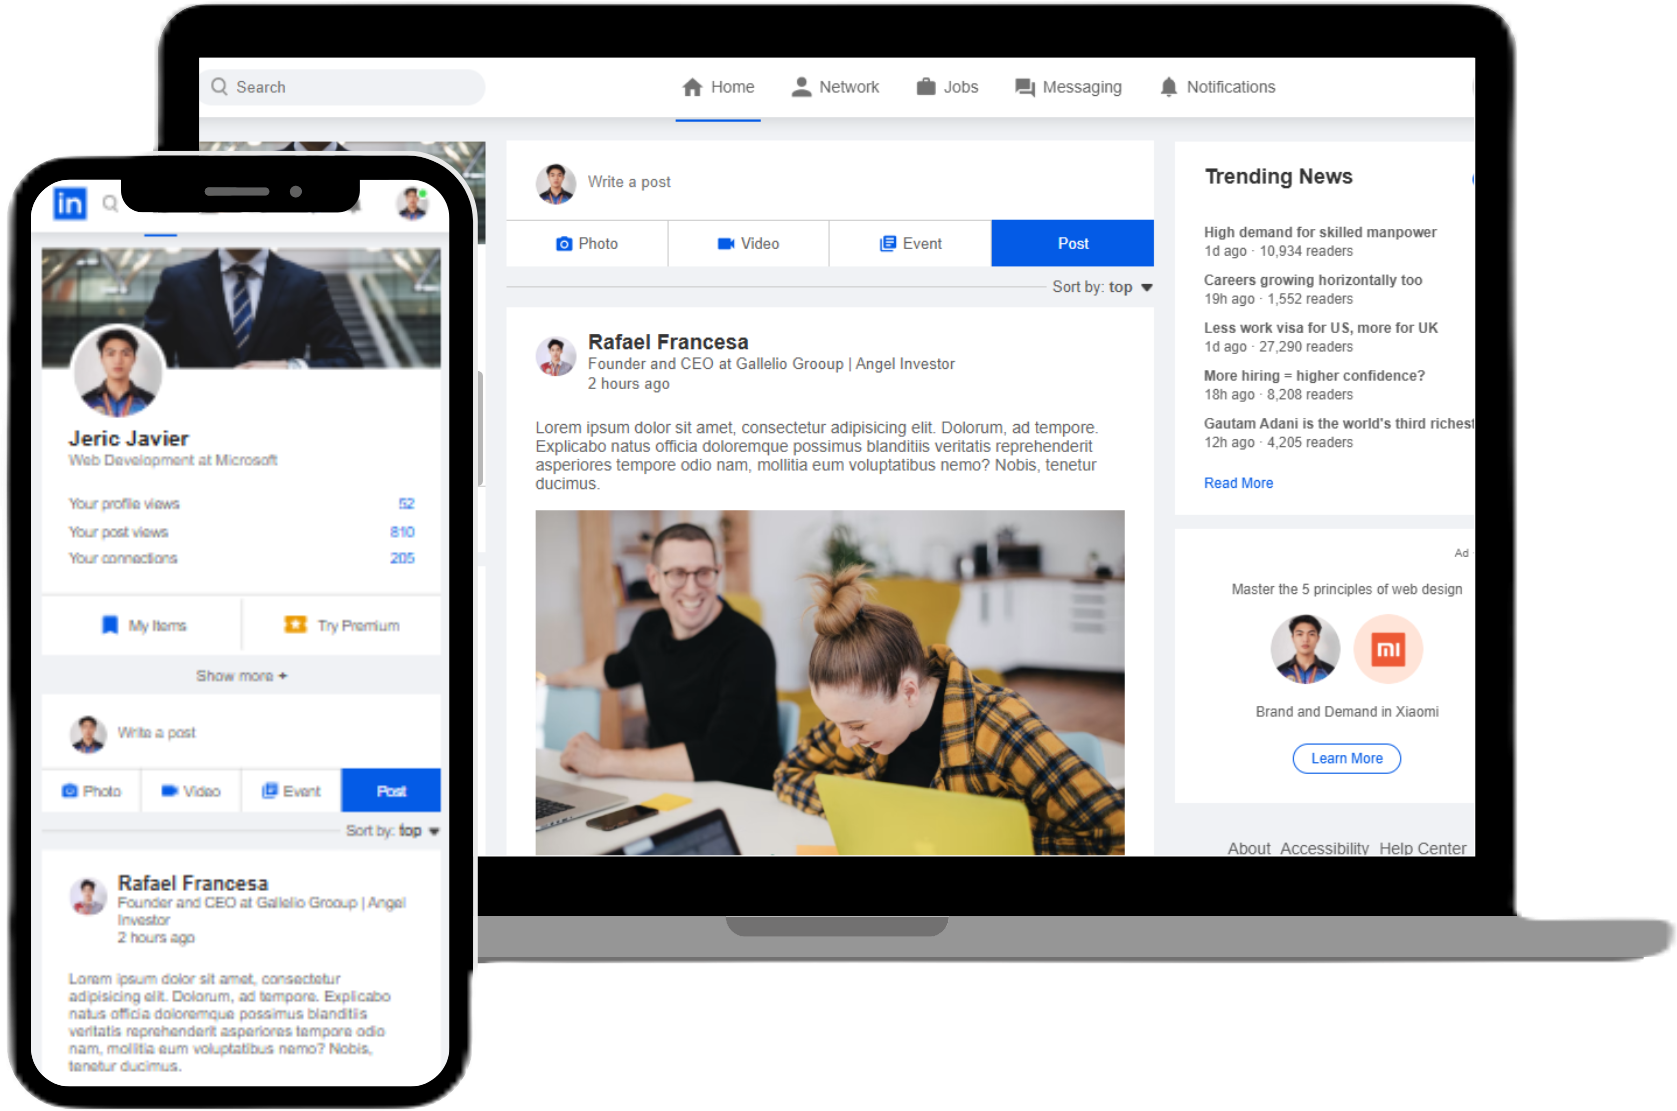 Search
Home
Network
Jobs
Messaging
Notifications
Write a post
Photo
Video
Event
Post
Sort by: top
Rafael Francesa
Founder and CEO at Gallelio Grooup | Angel Investor
2 hours ago
Lorem ipsum dolor sit amet, consectetur adipisicing elit. Dolorum, ad tempore.
Explicabo natus officia doloremque possimus blanditiis veritatis reprehenderit
asperiores tempore odio nam, mollitia eum voluptatibus nemo? Nobis, tenetur
ducimus.
Trending News
High demand for skilled manpower
1d ago · 10,934 readers
Careers growing horizontally too
19h ago · 1,552 readers
Less work visa for US, more for UK
1d ago · 27,290 readers
More hiring = higher confidence?
18h ago · 8,208 readers
Gautam Adani is the world's third richest
12h ago · 4,205 readers
Read More
Ad
Master the 5 principles of web design
mi
Brand and Demand in Xiaomi
Learn More
About Accessibility Help Center
in
Jeric Javier
Web Development at Microsoft
Your profile views 52
Your post views 810
Your connections 205
My Items
Try Premium
Show more +
Write a post
Photo
Video
Event
Post
Sort by: top
Rafael Francesa
Founder and CEO at Gallelio Grooup | Angel
Investor
2 hours ago
Lorem ipsum dolor sit amet, consectetur
adipisicing elit. Dolorum, ad tempore. Explicabo
natus officia doloremque possimus blanditiis
veritatis reprehenderit asperiores tempore odio
nam, mollitia eum voluptatibus nemo? Nobis,
tenetur ducimus.